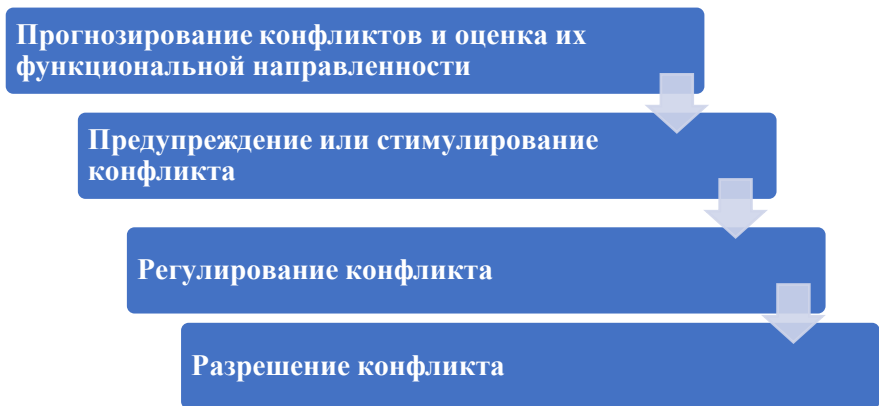 Прогнозирование конфликтов и оценка их
функциональной направленности
Предупреждение или стимулирование
конфликта
Регулирование конфликта
Разрешение конфликта